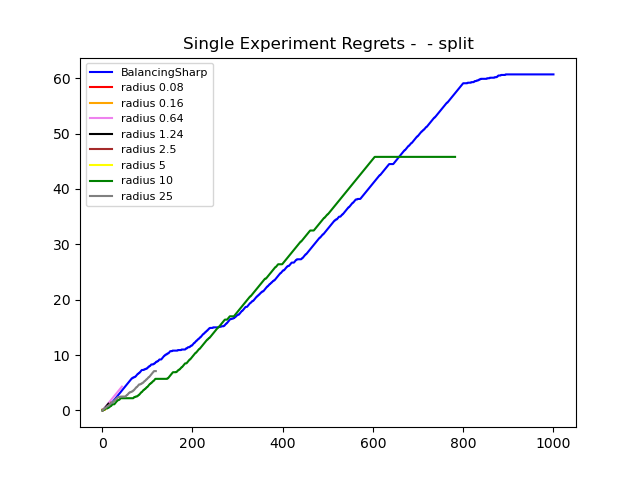 Single Experiment Regrets -  - split
BalancingSharp
radius 0.08
radius 0.16
radius 0.64
radius 1.24
radius 2.5
radius 5
radius 10
radius 25
60
50
40
30
20
10
0
0 200 400 600 800 1000